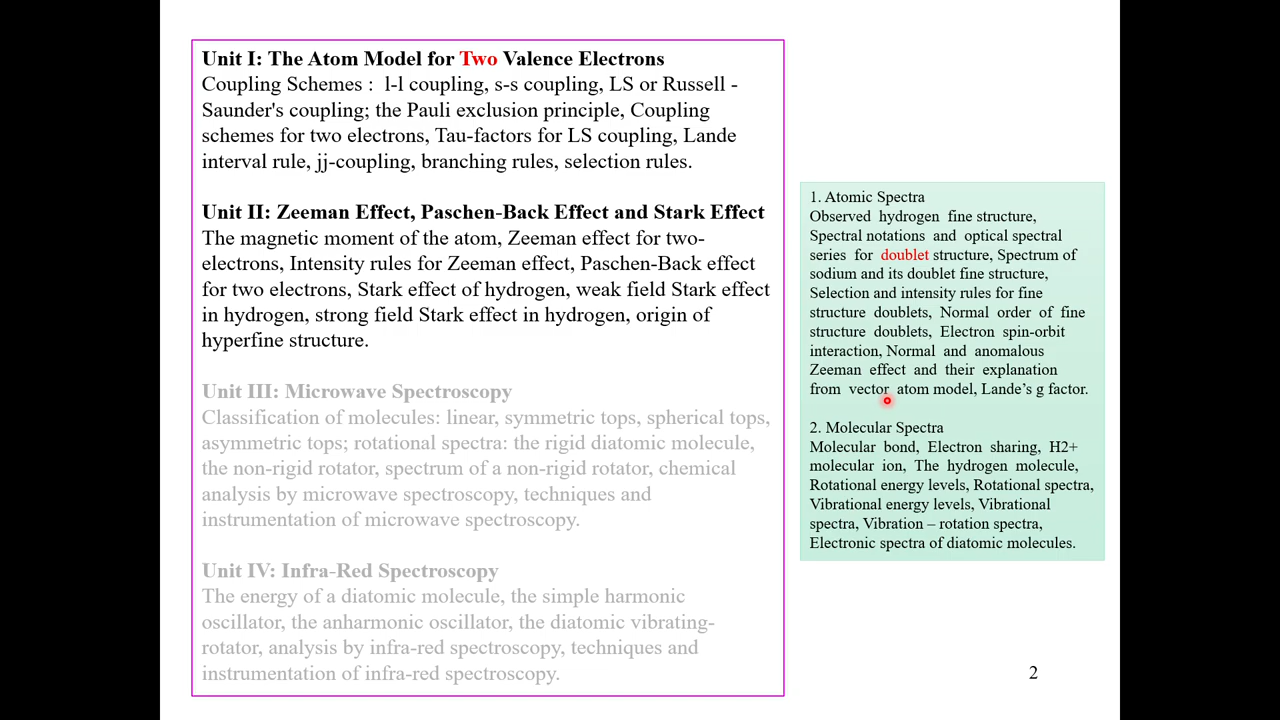 Unit I: The Atom Model for Two Valence Electrons
Coupling Schemes : l-l coupling, s-s coupling, LS or Russell -
Saunder's coupling; the Pauli exclusion principle, Coupling
schemes for two electrons, Tau-factors for LS coupling, Lande
interval rule, jj-coupling, branching rules, selection rules.
Unit II: Zeeman Effect, Paschen-Back Effect and Stark Effect
The magnetic moment of the atom, Zeeman effect for two-
electrons, Intensity rules for Zeeman effect, Paschen-Back effect
for two electrons, Stark effect of hydrogen, weak field Stark effect
in hydrogen, strong field Stark effect in hydrogen, origin of
hyperfine structure.
Unit III: Microwave Spectroscopy
Classification of molecules: linear, symmetric tops, spherical tops,
asymmetric tops; rotational spectra: the rigid diatomic molecule,
the non-rigid rotator, spectrum of a non-rigid rotator, chemical
analysis by microwave spectroscopy, techniques and
instrumentation of microwave spectroscopy.
Unit IV: Infra-Red Spectroscopy
The energy of a diatomic molecule, the simple harmonic
oscillator, the anharmonic oscillator, the diatomic vibrating-
rotator, analysis by infra-red spectroscopy, techniques and
instrumentation of infra-red spectroscopy.
1. Atomic Spectra
Observed hydrogen fine structure,
Spectral notations and optical spectral
series for doublet structure, Spectrum of
sodium and its doublet fine structure,
Selection and intensity rules for fine
structure doublets, Normal order of fine
structure doublets, Electron spin-orbit
interaction, Normal and anomalous
Zeeman effect and their explanation
from vector atom model, Lande’s g factor.
2. Molecular Spectra
Molecular bond, Electron sharing, H2+
molecular ion, The hydrogen molecule,
Rotational energy levels, Rotational spectra,
Vibrational energy levels, Vibrational
spectra, Vibration – rotation spectra,
Electronic spectra of diatomic molecules.
2